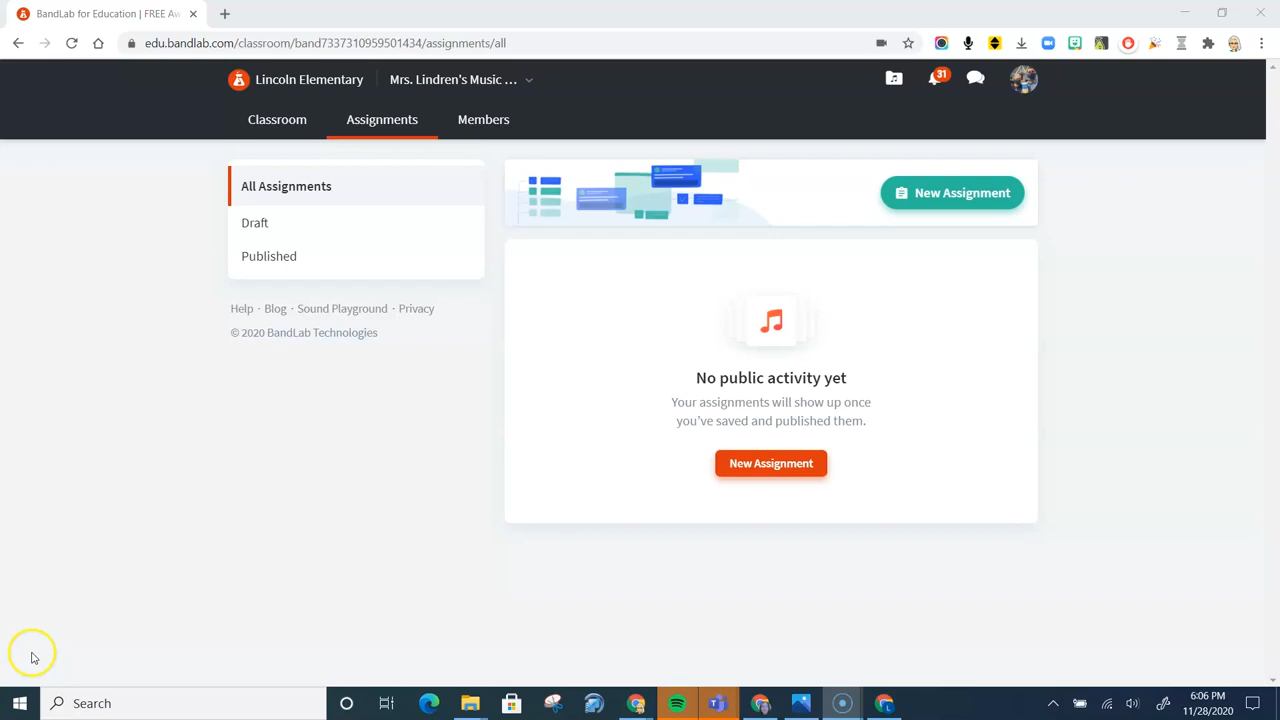 BandLab for Education | FREE Aw
edu.bandlab.com/classroom/band7337310959501434/assignments/all
Lincoln Elementary
Mrs. Lindren's Music ...
31
Classroom
Assignments
Members
All Assignments
Draft
Published
Help · Blog · Sound Playground · Privacy
© 2020 BandLab Technologies
New Assignment
No public activity yet
Your assignments will show up once
you've saved and published them.
New Assignment
Search
6:06 PM
11/28/2020